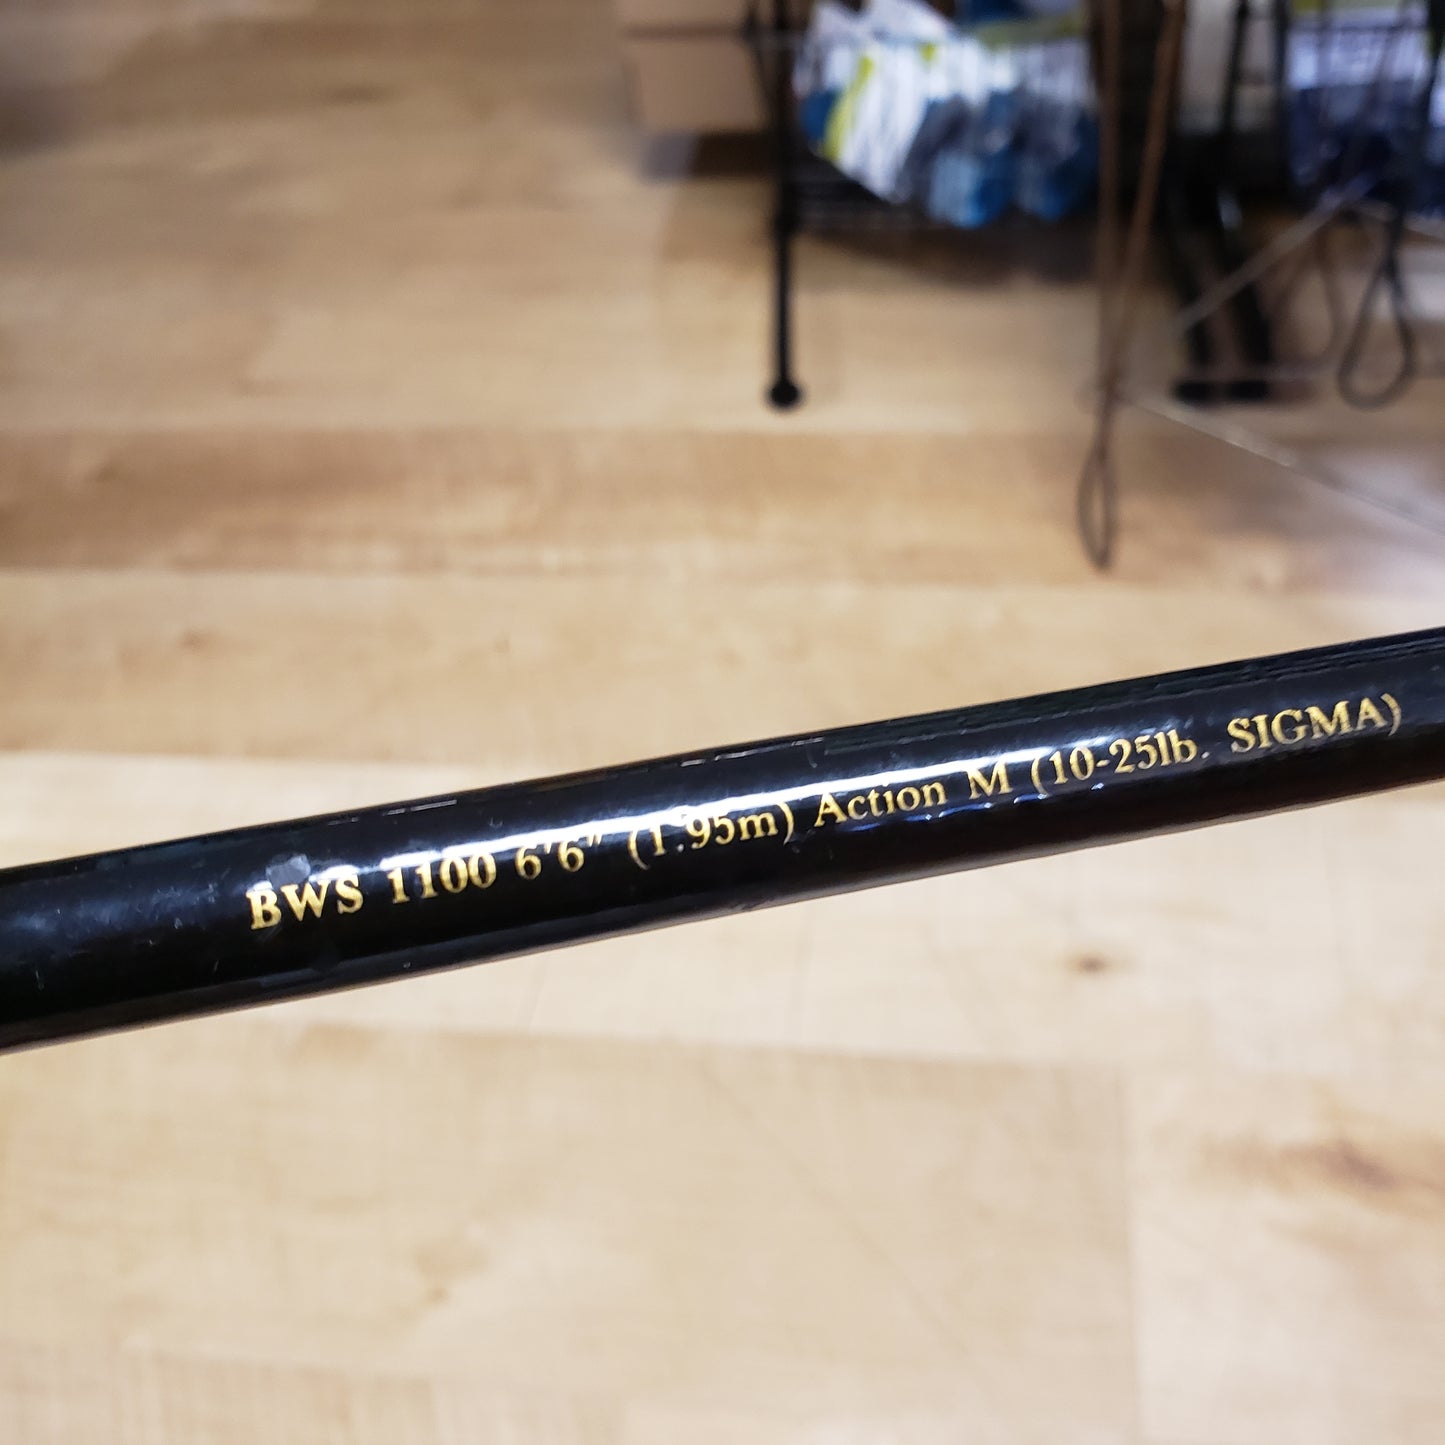 BWS 1100 6'6" (1.95m) Action M (10-25lb. SIGMA)